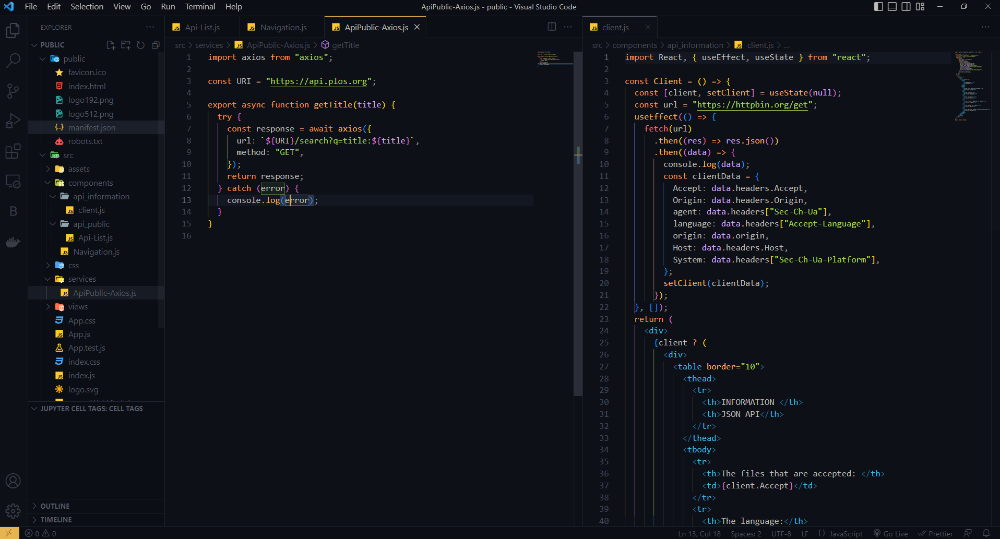 File Edit Selection View Go Run Terminal Help
ApiPublic-Axios.js - public - Visual Studio Code
EXPLORER
PUBLIC
public
favicon.ico
index.html
logo192.png
logo512.png
manifest.json
robots.txt
src
assets
components
api_information
client.js
api_public
Api-List.js
Navigation.js
css
services
ApiPublic-Axios.js
views
App.css
App.js
App.test.js
index.css
index.js
logo.svg
JUPYTER CELL TAGS: CELL TAGS
OUTLINE
TIMELINE
Api-List.js Navigation.js ApiPublic-Axios.js
src > services > ApiPublic-Axios.js > getTitle
1 import axios from "axios";
2
3 const URI = "https://api.plos.org";
4
5 export async function getTitle(title) {
6 try {
7 const response = await axios({
8 url: `${URI}/search?q=title:${title}`,
9 method: "GET",
10 });
11 return response;
12 } catch (error) {
13 console.log(error);
14 }
15 }
16
client.js
src > components > api_information > client.js > ...
1 import React, { useEffect, useState } from "react";
2
3 const Client = () => {
4 const [client, setClient] = useState(null);
5 const url = "https://httpbin.org/get";
6 useEffect(() => {
7 fetch(url)
8 .then((res) => res.json())
9 .then((data) => {
10 console.log(data);
11 const clientData = {
12 Accept: data.headers.Accept,
13 Origin: data.headers.Origin,
14 agent: data.headers["Sec-Ch-Ua"],
15 language: data.headers["Accept-Language"],
16 origin: data.origin,
17 Host: data.headers.Host,
18 System: data.headers["Sec-Ch-Ua-Platform"],
19 };
20 setClient(clientData);
21 });
22 }, []);
23 return (
24 <div>
25 {client ? (
26 <div>
27 <table border="10">
28 <thead>
29 <tr>
30 <th>INFORMATION </th>
31 <th>JSON API</th>
32 </tr>
33 </thead>
34 <tbody>
35 <tr>
36 <th>The files that are accepted: </th>
37 <td>{client.Accept}</td>
38 </tr>
39 <tr>
40 <th>The language:</th>
0 0
Ln 13, Col 18 Spaces: 2 UTF-8 LF {} JavaScript Go Live Prettier